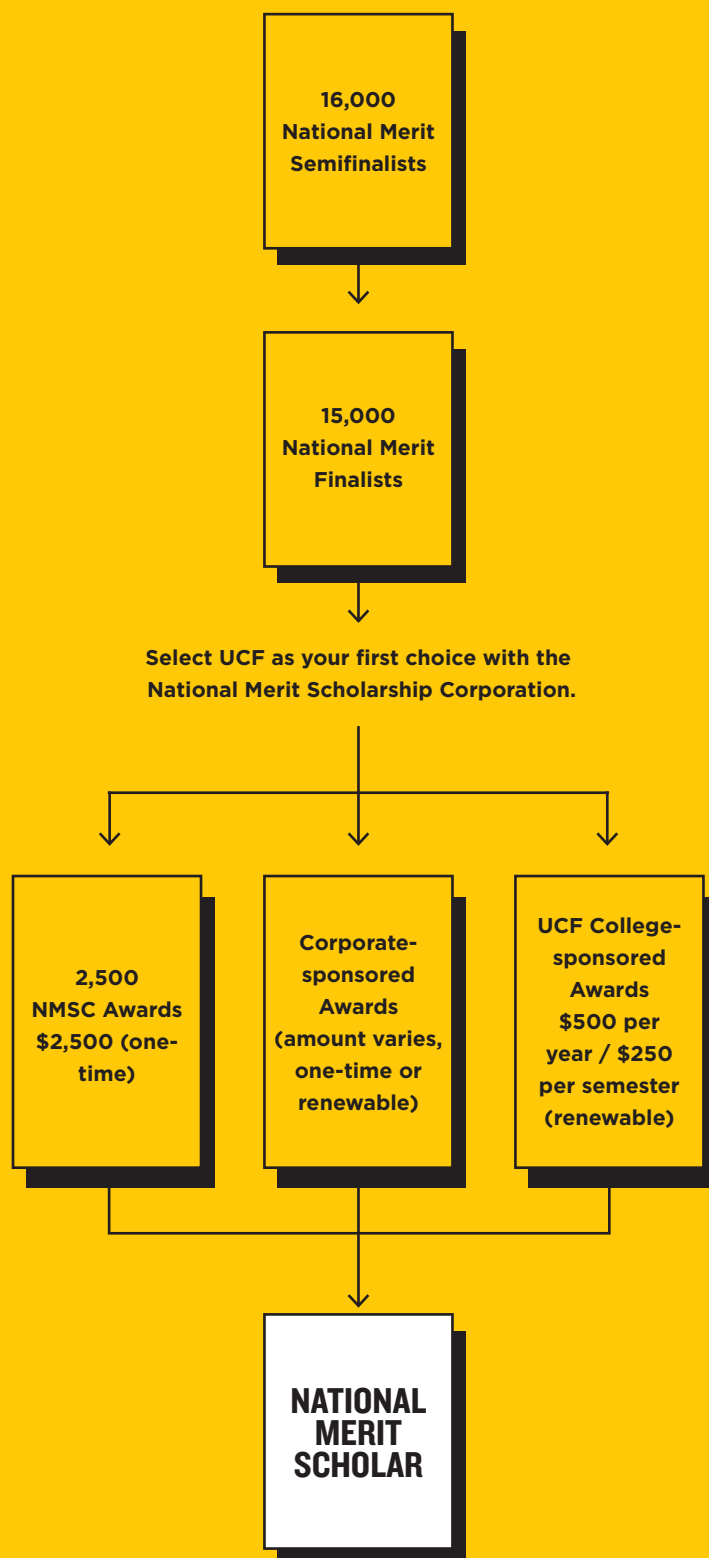 16,000
National Merit
Semifinalists
15,000
National Merit
Finalists
Select UCF as your first choice with the
National Merit Scholarship Corporation.
2,500
NMSC Awards
$2,500 (one-
time)
Corporate-
sponsored
Awards
(amount varies,
one-time or
renewable)
UCF College-
sponsored
Awards
$500 per
year / $250
per semester
(renewable)
NATIONAL
MERIT
SCHOLAR